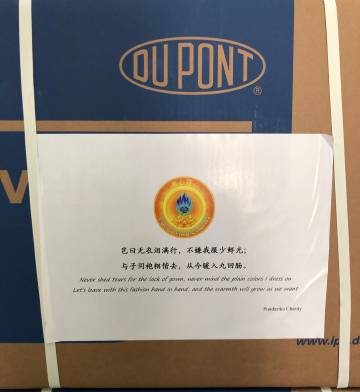 DU PONT
®
岂曰无衣泪满行，不嫌我服少鲜光；
与子同袍相偕去，从今暖入九回肠。
Never shed tears for the lack of gown, never mind the plain colors I dress on
Let's leave with this fashion hand in hand, and the warmth will grow as we want
Ponderika Charity
www.ip